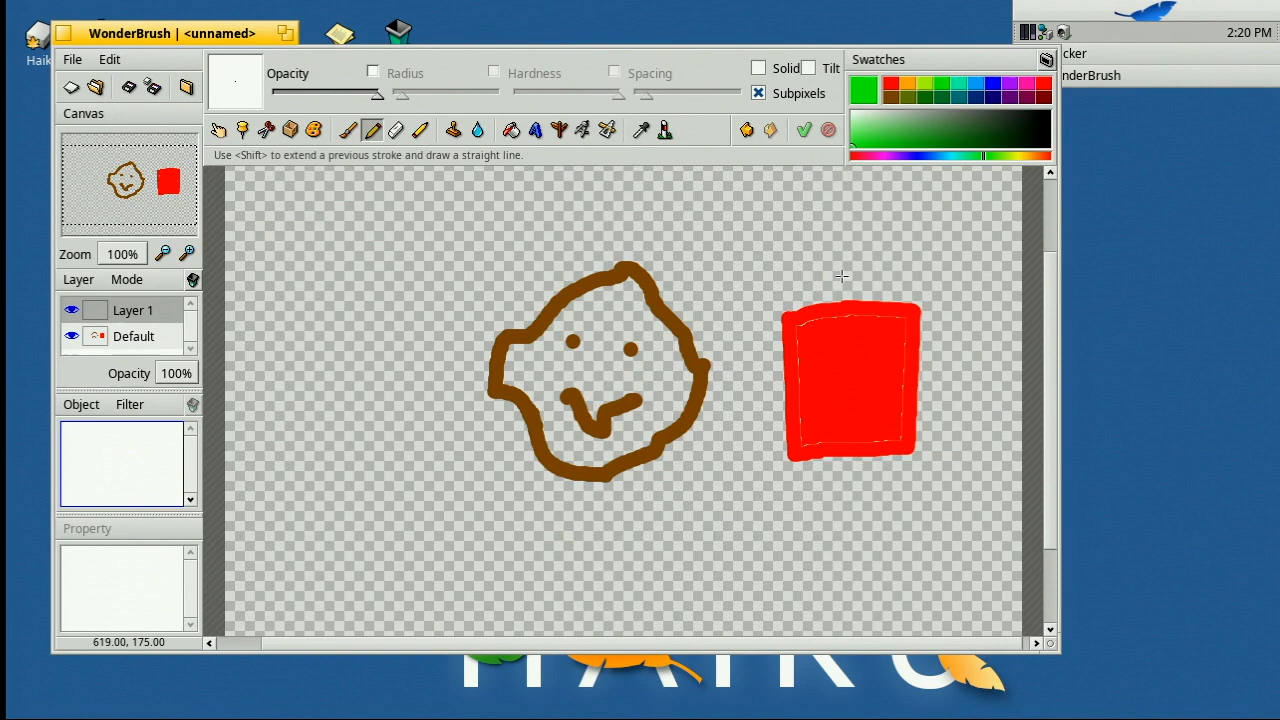 WonderBrush | <unnamed>
2:20 PM
Haik
File Edit
Opacity
Radius
Hardness
Spacing
Solid
Tilt
Subpixels
Swatches
cker
nderBrush
Canvas
Use <Shift> to extend a previous stroke and draw a straight line.
Zoom 100%
Layer Mode
Layer 1
Default
Opacity 100%
Object Filter
Property
619.00, 175.00
HAIKU